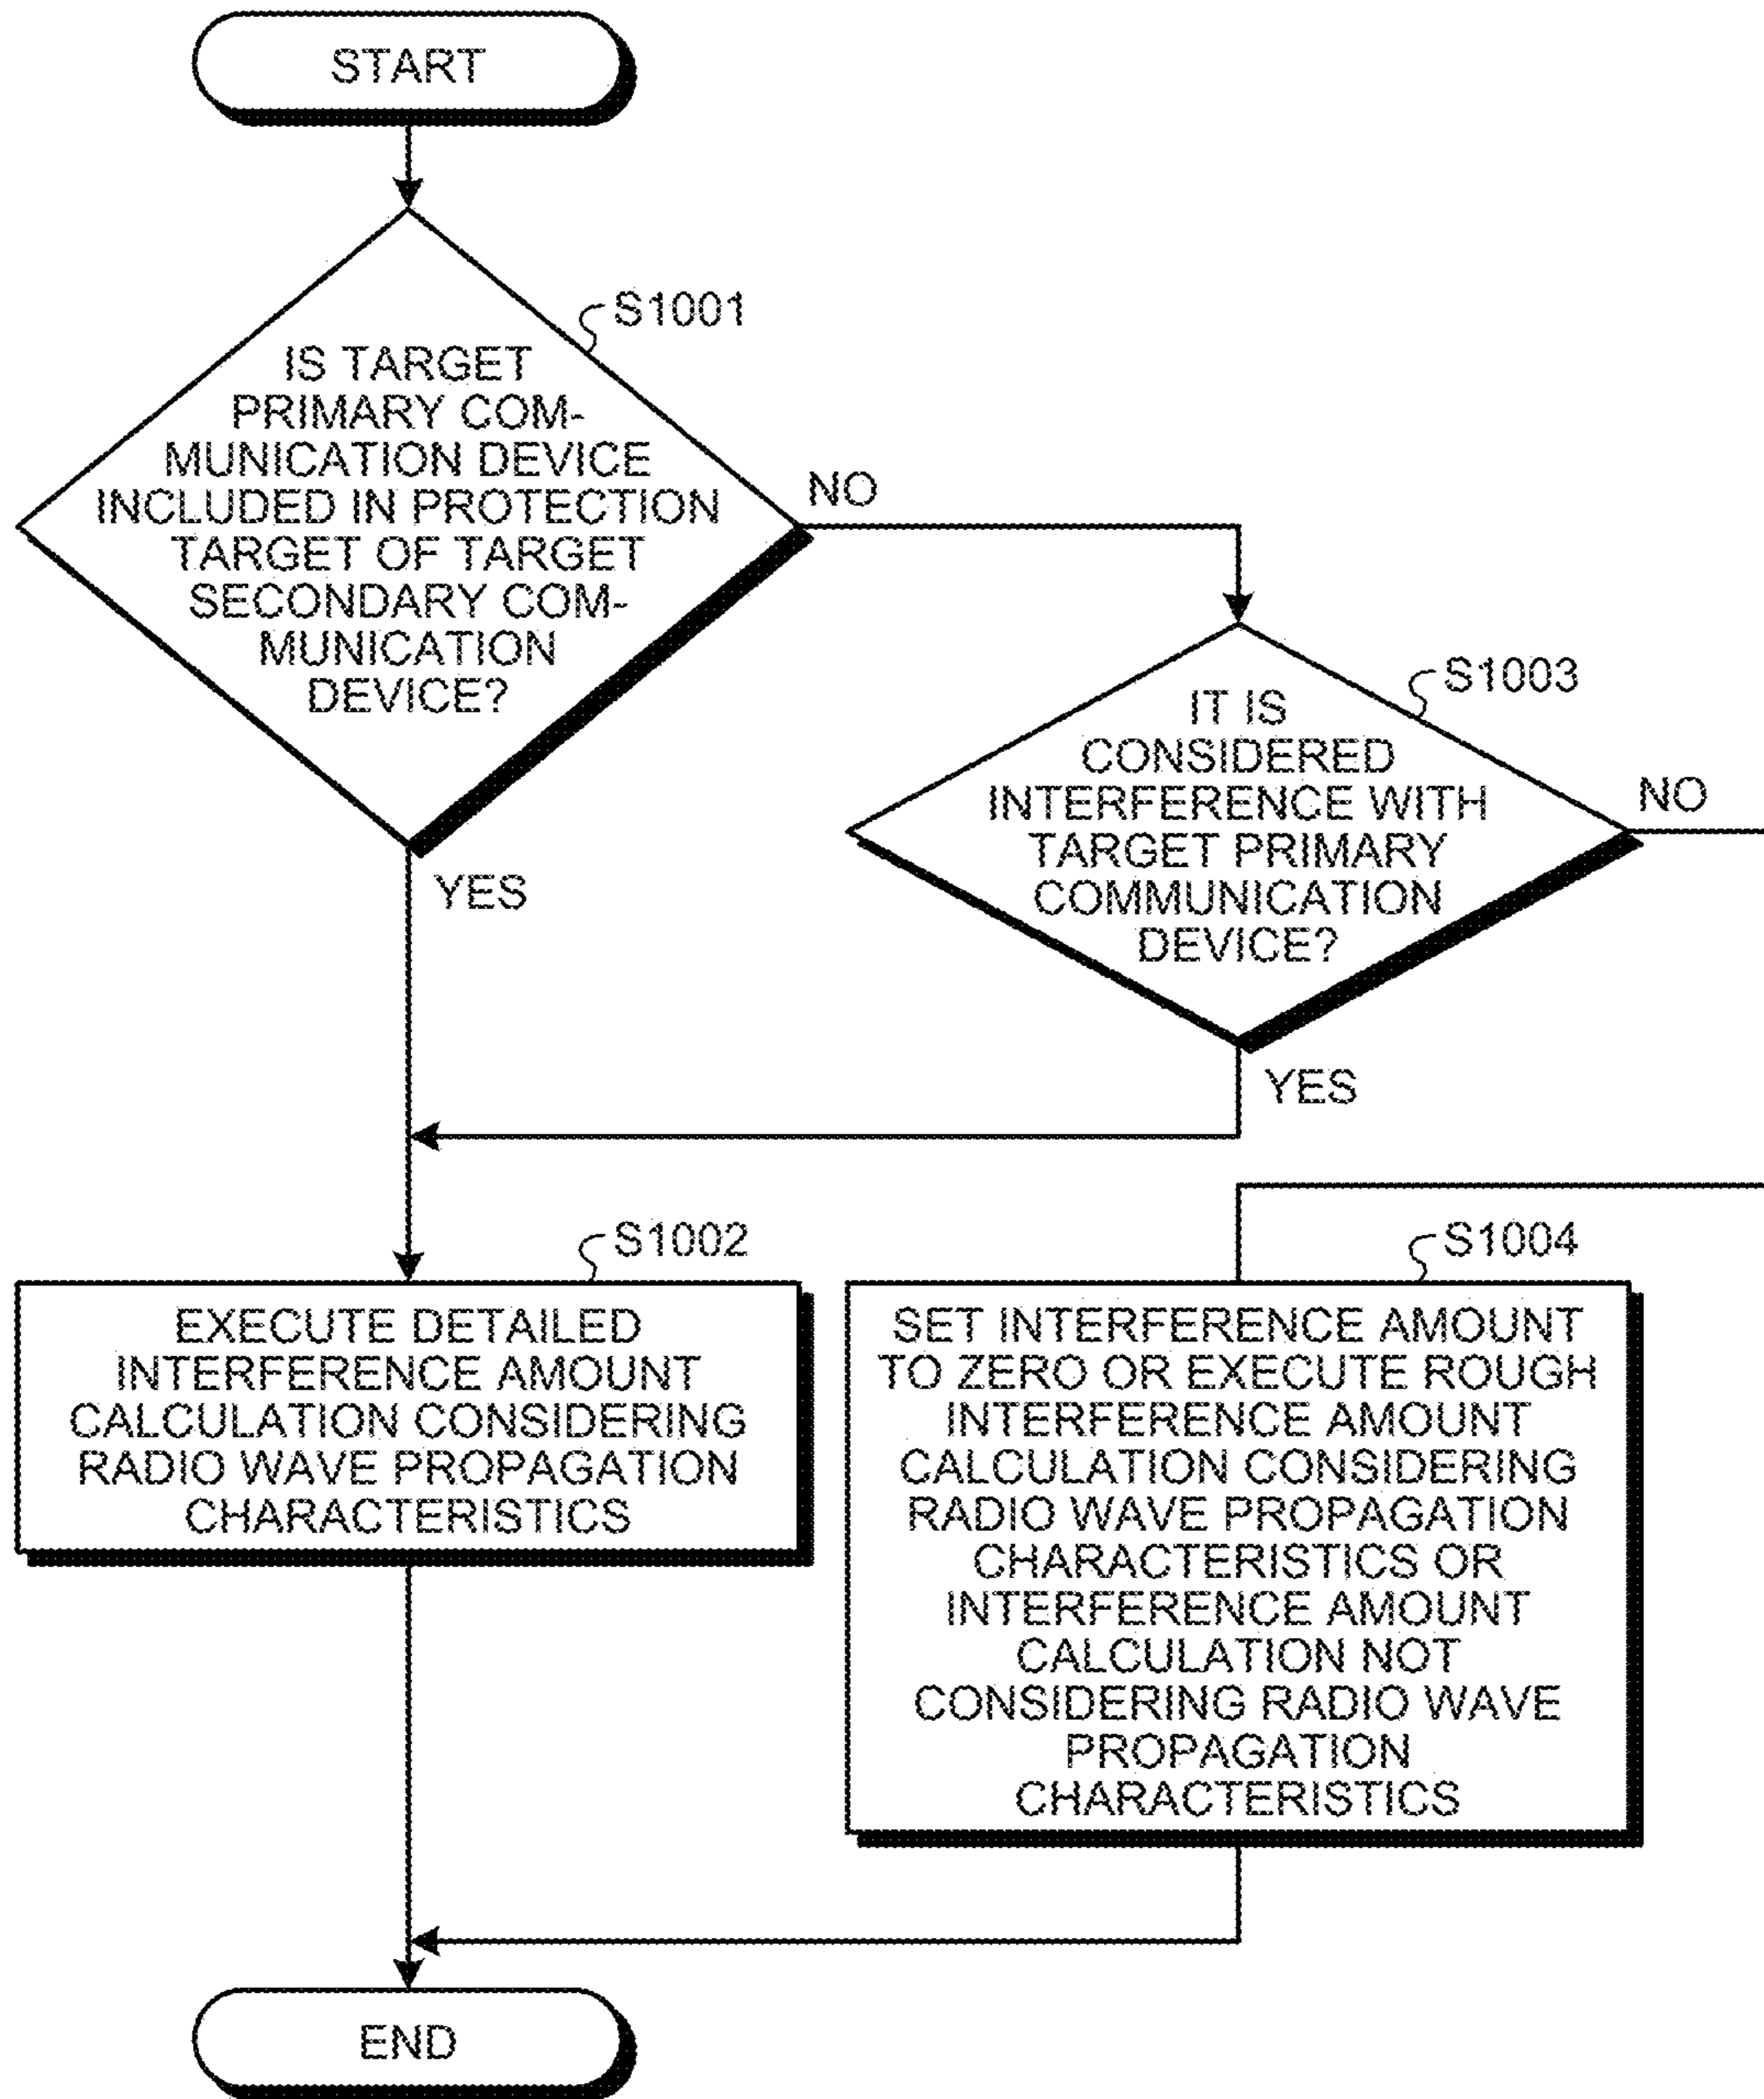 START
S1001
IS TARGET
PRIMARY COM-
MUNICATION DEVICE
INCLUDED IN PROTECTION
TARGET OF TARGET
SECONDARY COM-
MUNICATION
DEVICE?
NO
YES
S1003
IT IS
CONSIDERED
INTERFERENCE WITH
TARGET PRIMARY
COMMUNICATION
DEVICE?
NO
YES
S1002
EXECUTE DETAILED
INTERFERENCE AMOUNT
CALCULATION CONSIDERING
RADIO WAVE PROPAGATION
CHARACTERISTICS
S1004
SET INTERFERENCE AMOUNT
TO ZERO OR EXECUTE ROUGH
INTERFERENCE AMOUNT
CALCULATION CONSIDERING
RADIO WAVE PROPAGATION
CHARACTERISTICS OR
INTERFERENCE AMOUNT
CALCULATION NOT
CONSIDERING RADIO WAVE
PROPAGATION
CHARACTERISTICS
END